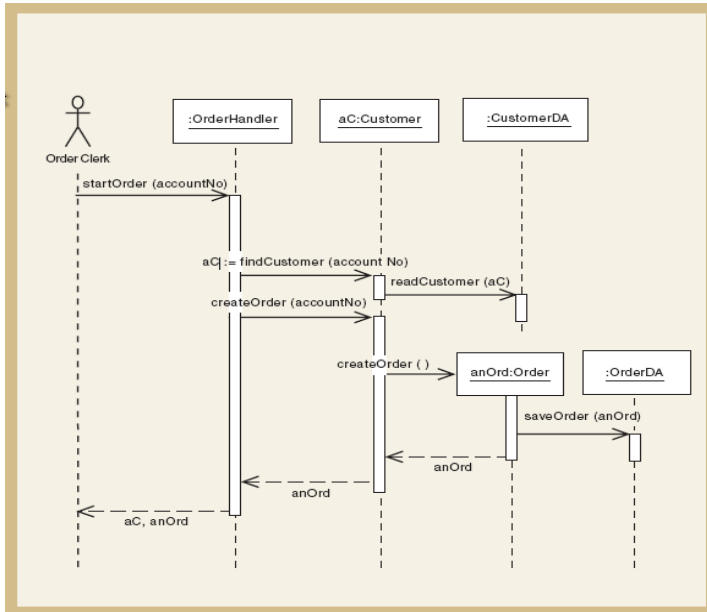 :OrderHandler
aC:Customer
:CustomerDA
Order Clerk
startOrder (accountNo)
aC := findCustomer (account No)
readCustomer (aC)
createOrder (accountNo)
createOrder ( )
anOrd:Order
:OrderDA
saveOrder (anOrd)
anOrd
anOrd
aC, anOrd